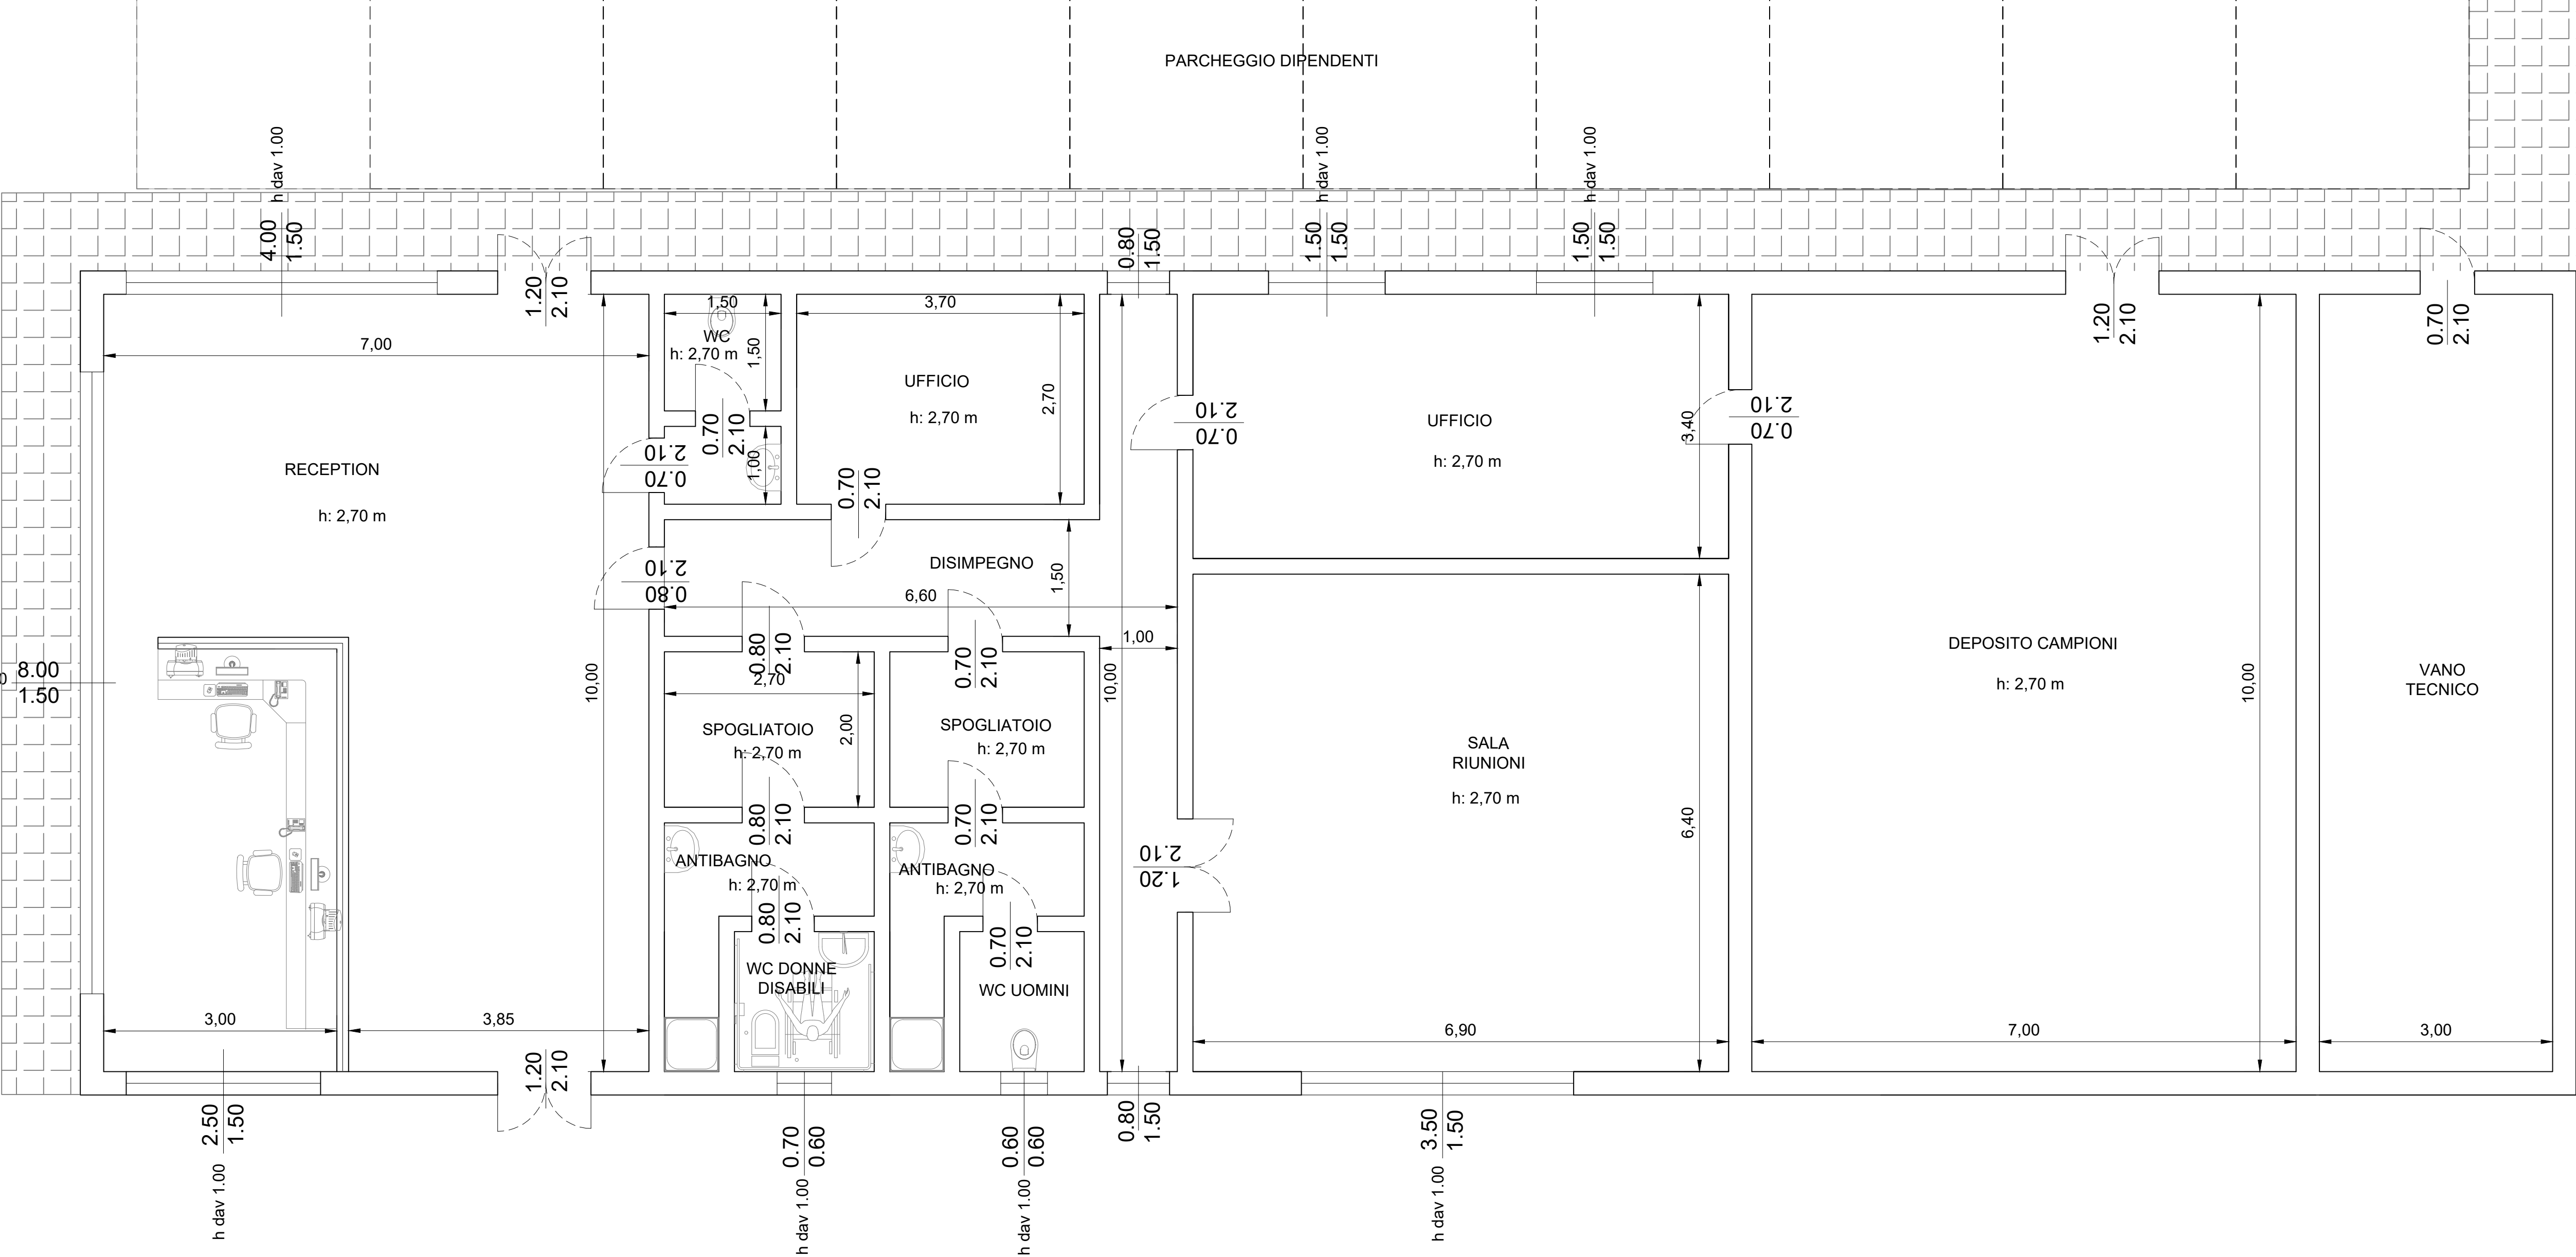 PARCHEGGIO DIPENDENTI
h dav 1.00
h dav 1.00
h dav 1.00
4.00
1.50
1.20
2.10
0.80
1.50
1.50
1.50
1.50
1.50
1.20
2.10
0.70
2.10
7,00
1,50
WC
h: 2,70 m
1,50
3,70
UFFICIO
h: 2,70 m
2,70
0.70
2.10
1,00
2.10
0.70
0.70
2.10
RECEPTION
h: 2,70 m
2.10
0.80
DISIMPEGNO
1,50
6,60
1,00
2.10
0.70
UFFICIO
h: 2,70 m
3,40
2.10
0.70
DEPOSITO CAMPIONI
h: 2,70 m
10,00
VANO
TECNICO
0 8.00
1.50
10,00
0.80
2.10
2,70
SPOGLIATOIO
h: 2,70 m
2,00
0.70
2.10
SPOGLIATOIO
h: 2,70 m
10,00
SALA
RIUNIONI
h: 2,70 m
6,40
0.80
2.10
0.70
2.10
ANTIBAGNO
h: 2,70 m
ANTIBAGNO
h: 2,70 m
2.10
1.20
0.80
2.10
0.70
2.10
WC DONNE
DISABILI
WC UOMINI
3,00
3,85
6,90
7,00
3,00
1.20
2.10
2.50
1.50
h dav 1.00
0.70
0.60
h dav 1.00
0.60
0.60
h dav 1.00
0.80
1.50
3.50
1.50
h dav 1.00